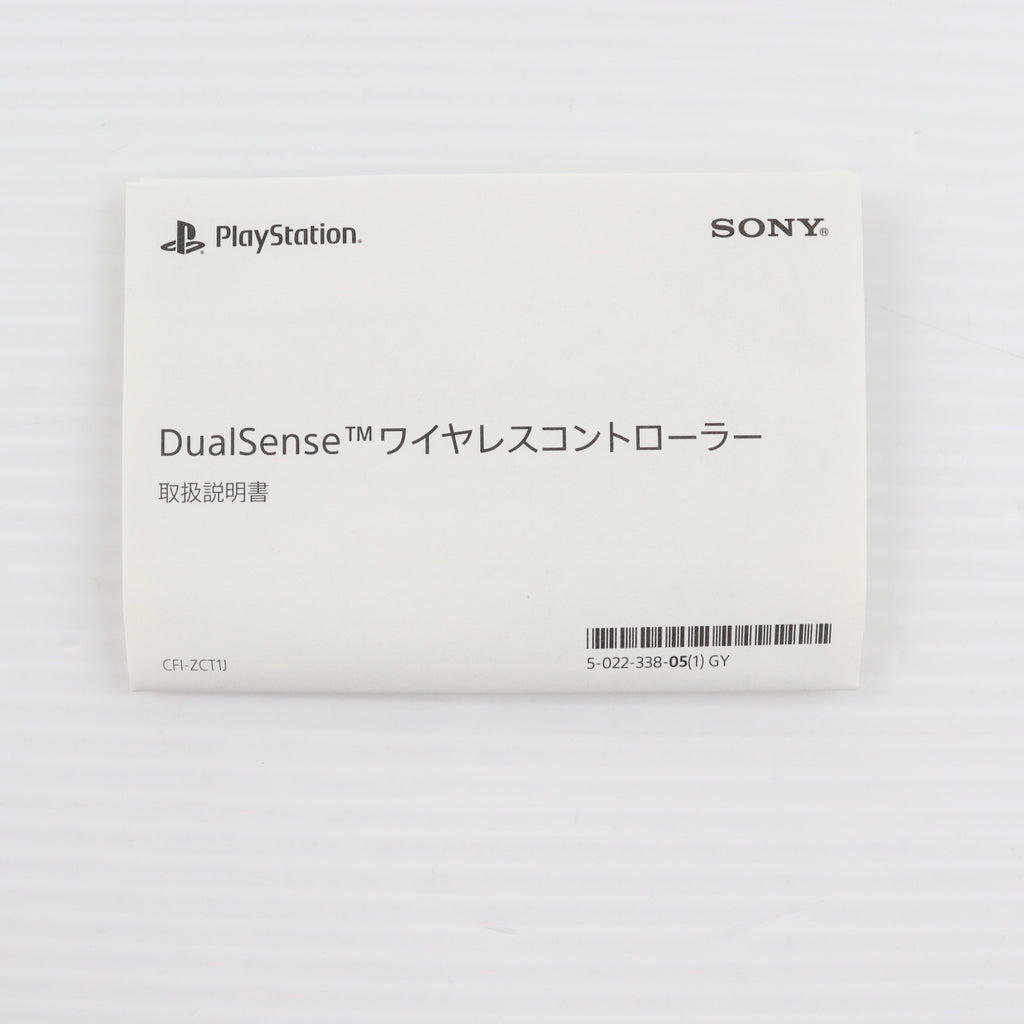 PlayStation®
SONY®
DualSense™ワイヤレスコントローラー
取扱説明書
CFI-ZCT1J
5-022-338-05(1) GY